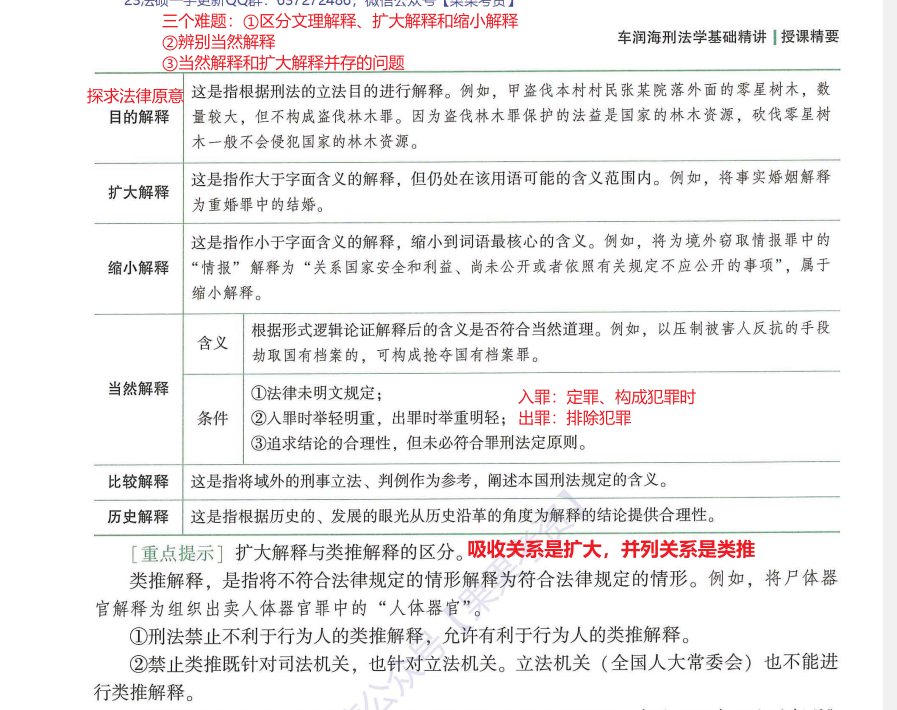 23法硕一手更新QQ群：637272486，微信公众号【果果考资】
三个难题：①区分文理解释、扩大解释和缩小解释
②辨别当然解释
③当然解释和扩大解释并存的问题
车润海刑法学基础精讲 授课精要
探求法律原意
目的解释
这是指根据刑法的立法目的进行解释。例如，甲盗伐本村村民张某院落外面的零星树木，数
量较大，但不构成盗伐林木罪。因为盗伐林木罪保护的法益是国家的林木资源，砍伐零星树
木一般不会侵犯国家的林木资源。
扩大解释
这是指作大于字面含义的解释，但仍处在该用语可能的含义范围内。例如，将事实婚姻解释
为重婚罪中的结婚。
缩小解释
这是指作小于字面含义的解释，缩小到词语最核心的含义。例如，将为境外窃取情报罪中的
“情报”解释为“关系国家安全和利益、尚未公开或者依照有关规定不应公开的事项”，属于
缩小解释。
当然解释
含义
根据形式逻辑论证解释后的含义是否符合当然道理。例如，以压制被害人反抗的手段
劫取国有档案的，可构成抢夺国有档案罪。
条件
①法律未明文规定；
②入罪时举轻明重，出罪时举重明轻；
③追求结论的合理性，但未必符合罪刑法定原则。
入罪：定罪、构成犯罪时
出罪：排除犯罪
比较解释
这是指将域外的刑事立法、判例作为参考，阐述本国刑法规定的含义。
历史解释
这是指根据历史的、发展的眼光从历史沿革的角度为解释的结论提供合理性。
［重点提示］扩大解释与类推解释的区分。吸收关系是扩大，并列关系是类推
类推解释，是指将不符合法律规定的情形解释为符合法律规定的情形。例如，将尸体器
官解释为组织出卖人体器官罪中的“人体器官”。
①刑法禁止不利于行为人的类推解释，允许有利于行为人的类推解释。
②禁止类推既针对司法机关，也针对立法机关。立法机关（全国人大常委会）也不能进
行类推解释。